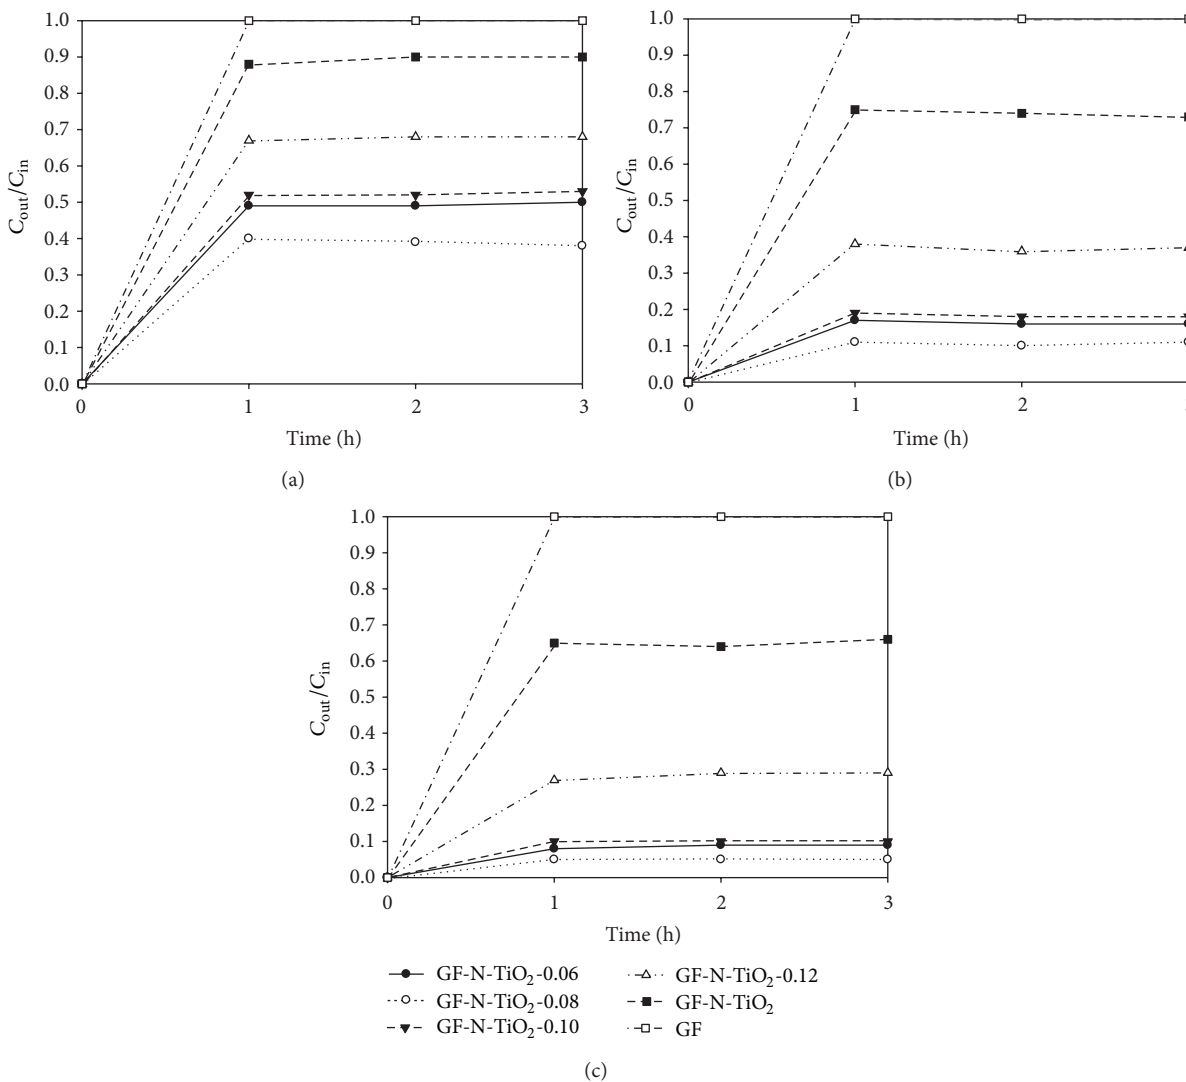 1.0
0.9
0.8
0.7
0.6
0.5
0.4
0.3
0.2
0.1
0.0
C_out/C_in
0 1 2 3
Time (h)
(a)
1.0
0.9
0.8
0.7
0.6
0.5
0.4
0.3
0.2
0.1
0.0
C_out/C_in
0 1 2
Time (h)
(b)
1.0
0.9
0.8
0.7
0.6
0.5
0.4
0.3
0.2
0.1
0.0
C_out/C_in
0 1 2 3
Time (h)
GF-N-TiO₂-0.06
GF-N-TiO₂-0.08
GF-N-TiO₂-0.10
GF-N-TiO₂-0.12
GF-N-TiO₂
GF
(c)